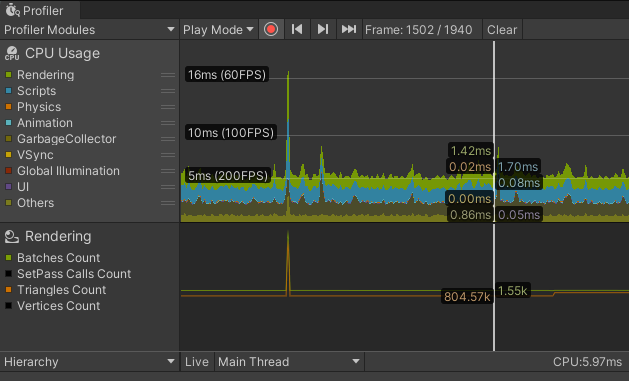 Profiler
Profiler Modules
Play Mode
Frame: 1502 / 1940
Clear
CPU Usage
Rendering
Scripts
Physics
Animation
GarbageCollector
VSync
Global Illumination
UI
Others
16ms (60FPS)
10ms (100FPS)
5ms (200FPS)
1.42ms
0.02ms
1.70ms
0.08ms
0.00ms
0.86ms
0.05ms
Rendering
Batches Count
SetPass Calls Count
Triangles Count
Vertices Count
804.57k
1.55k
Hierarchy
Live
Main Thread
CPU:5.97ms